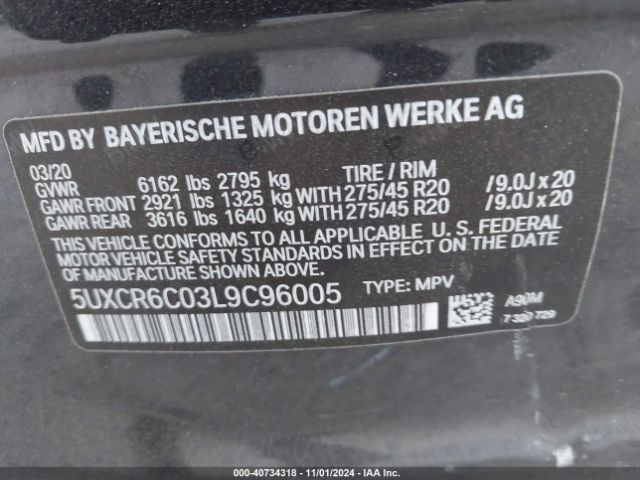 MFD BY BAYERISCHE MOTOREN WERKE AG
03/20 TIRE / RIM
GVWR 6162 lbs 2795 kg
GAWR FRONT 2921 lbs 1325 kg WITH 275/45 R20 /9.0J x 20
GAWR REAR 3616 lbs 1640 kg WITH 275/45 R20 /9.0J x 20
THIS VEHICLE CONFORMS TO ALL APPLICABLE U. S. FEDERAL
MOTOR VEHICLE SAFETY STANDARDS IN EFFECT ON THE DATE
OF MANUFACTURE SHOWN ABOVE.
5UXCR6C03L9C96005 TYPE: MPV
A90M
7 320 729
000-40734318 - 11/01/2024 - IAAI.COM